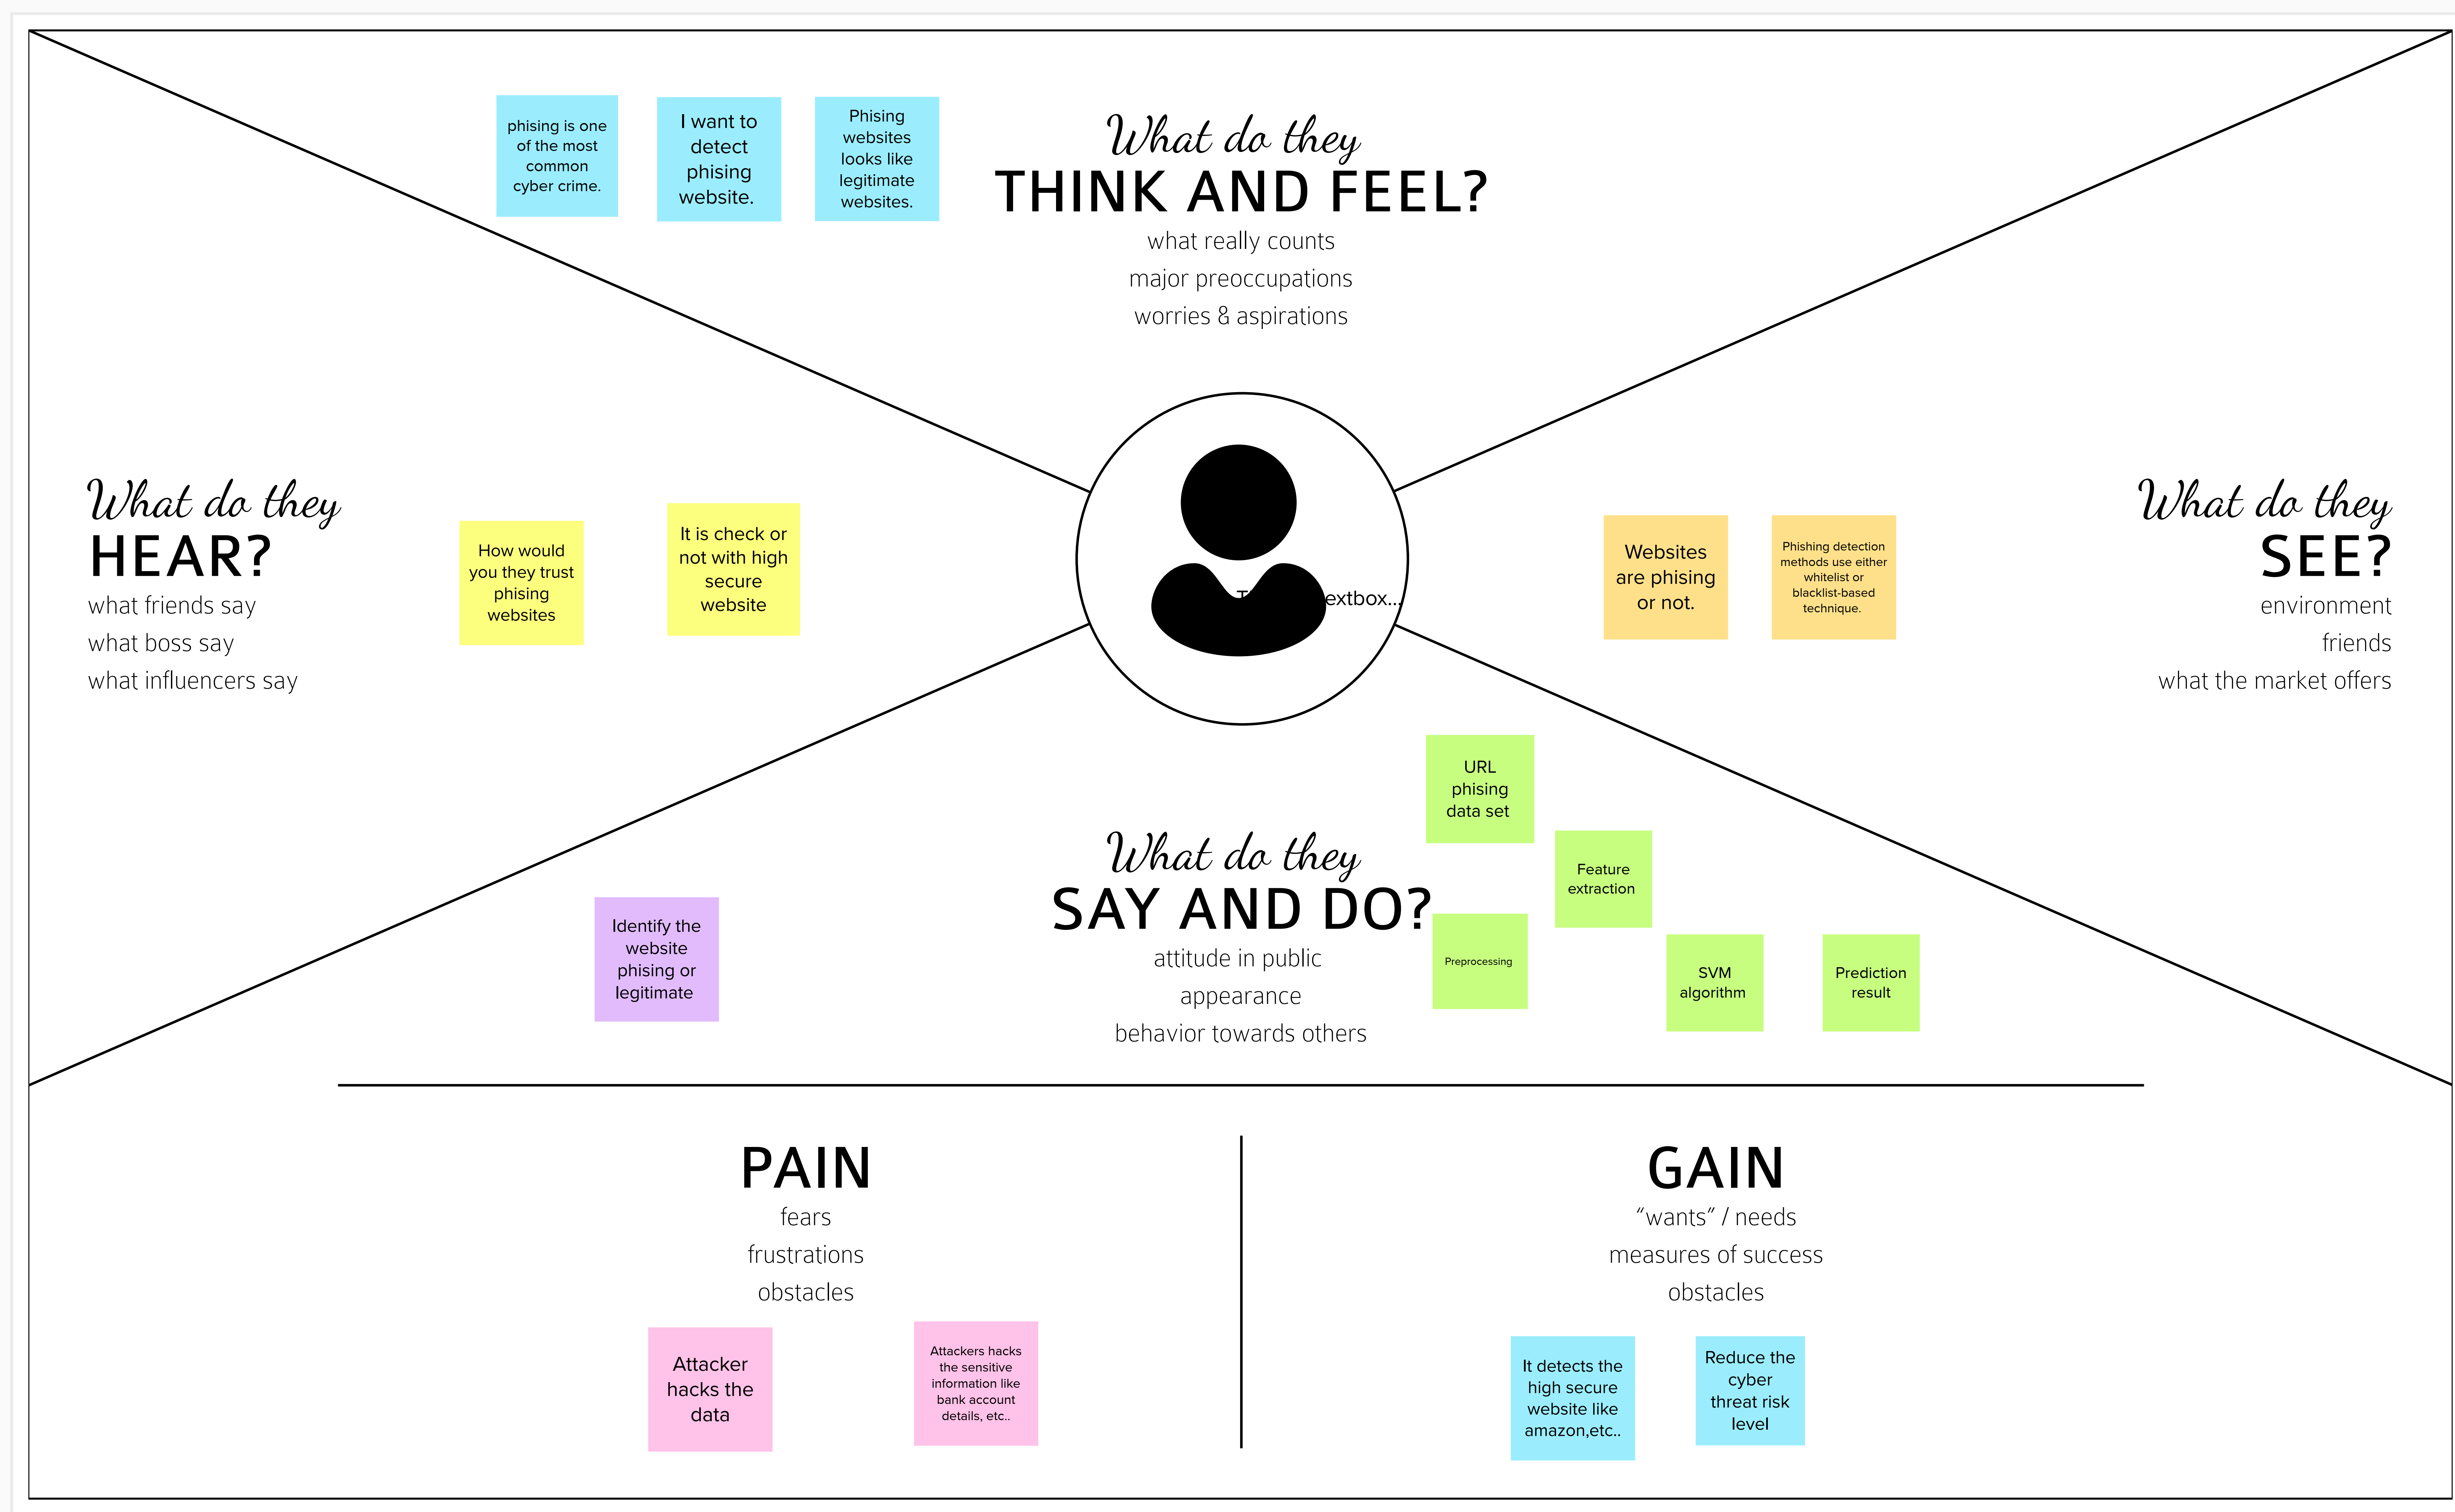 phising is one
of the most
common
cyber crime.
I want to
detect
phising
website.
Phising
websites
looks like
legitimate
websites.
What do they
THINK AND FEEL?
what really counts
major preoccupations
worries & aspirations
What do they
HEAR?
what friends say
what boss say
what influencers say
How would
you they trust
phising
websites
It is check or
not with high
secure
website
extbox...
Websites
are phising
or not.
Phishing detection
methods use either
whitelist or
blacklist-based
technique.
What do they
SEE?
environment
friends
what the market offers
Identify the
website
phising or
legitimate
What do they
SAY AND DO?
attitude in public
appearance
behavior towards others
URL
phising
data set
Feature
extraction
Preprocessing
SVM
algorithm
Prediction
result
PAIN
fears
frustrations
obstacles
Attacker
hacks the
data
Attackers hacks
the sensitive
information like
bank account
details, etc..
GAIN
“wants” / needs
measures of success
obstacles
It detects the
high secure
website like
amazon,etc..
Reduce the
cyber
threat risk
level